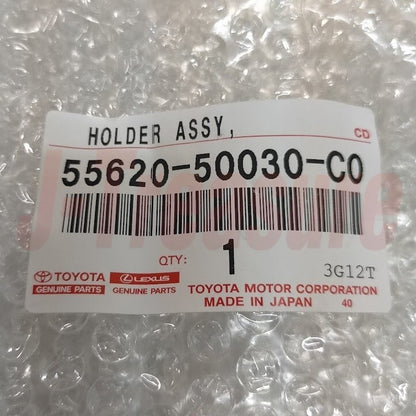 HOLDER ASSY,
CD
55620-50030-C0
J-Treasure
QTY: 1
3G12T
TOYOTA LEXUS
GENUINE PARTS GENUINE PARTS
TOYOTA MOTOR CORPORATION
MADE IN JAPAN 40